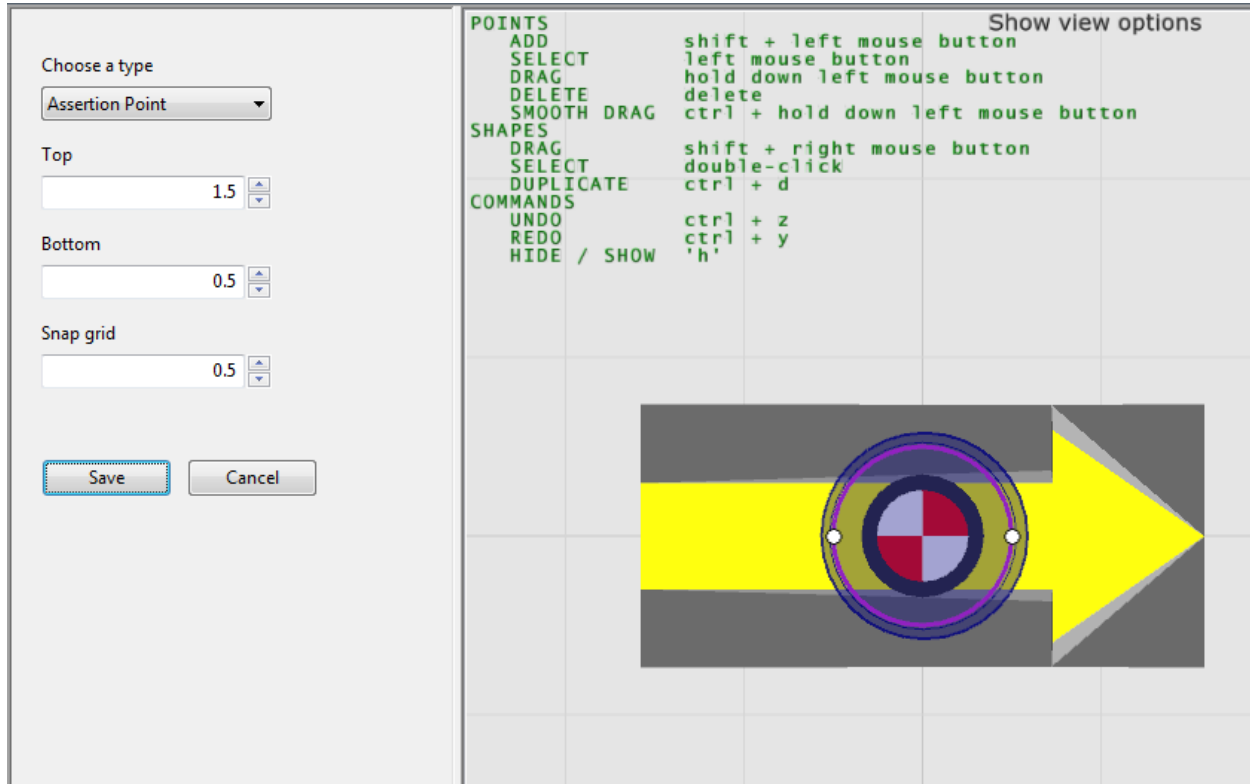 Choose a type
Assertion Point
Top
1.5
Bottom
0.5
Snap grid
0.5
Save Cancel
Show view options
POINTS
ADD shift + left mouse button
SELECT left mouse button
DRAG hold down left mouse button
DELETE delete
SMOOTH DRAG ctrl + hold down left mouse button
SHAPES
DRAG shift + right mouse button
SELECT double-click
DUPLICATE ctrl + d
COMMANDS
UNDO ctrl + z
REDO ctrl + y
HIDE / SHOW 'h'